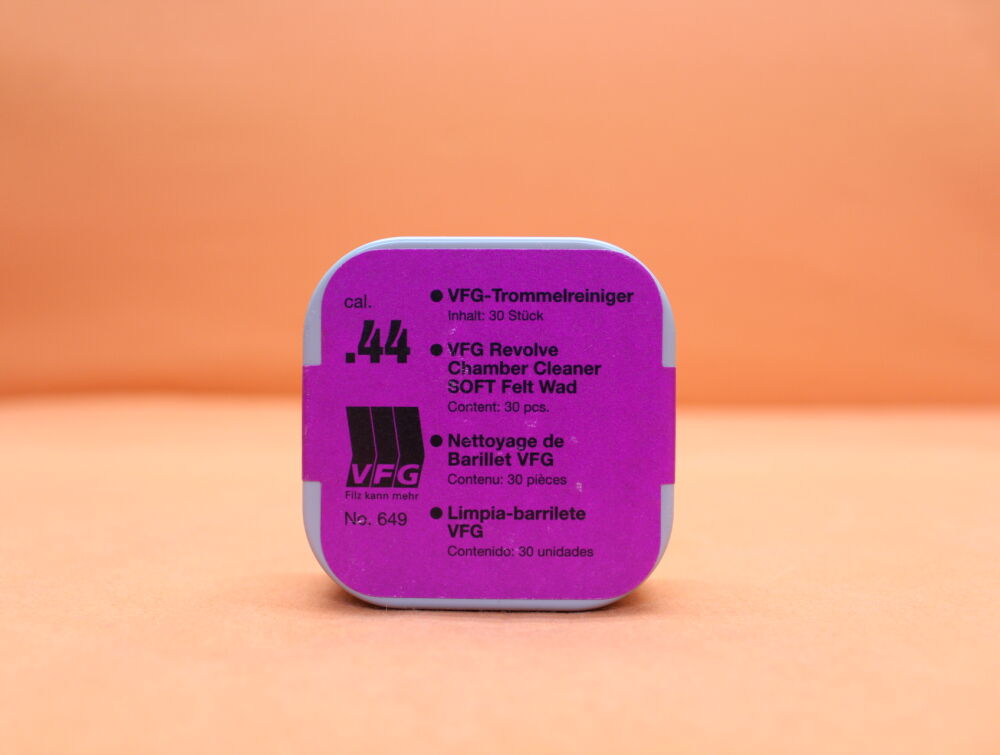 cal.
.44
VFG
Filz kann mehr
No. 649
● VFG-Trommelreiniger
Inhalt: 30 Stück
● VFG Revolve
Chamber Cleaner
SOFT Felt Wad
Content: 30 pcs.
● Nettoyage de
Barillet VFG
Contenu: 30 pièces
● Limpia-barrilete
VFG
Contenido: 30 unidades